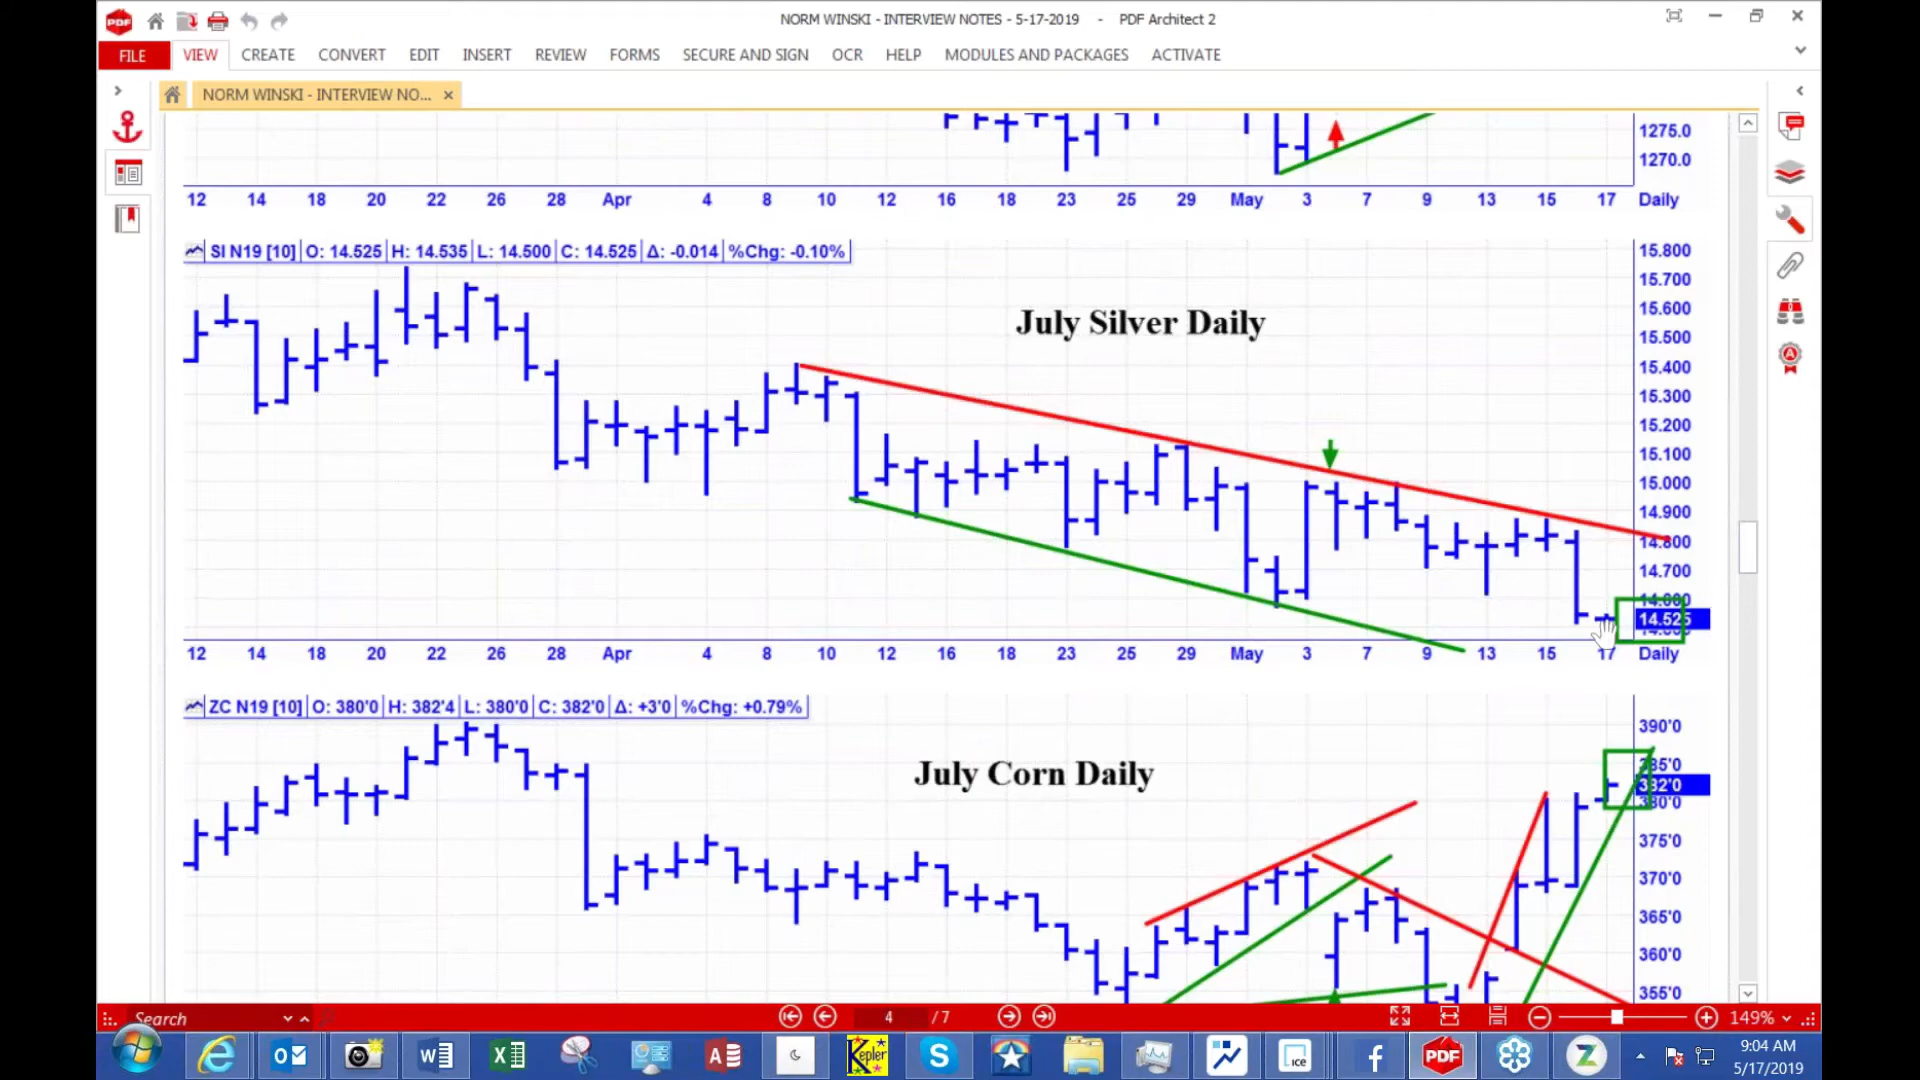 NORM WINSKI - INTERVIEW NOTES - 5-17-2019 - PDF Architect 2
FILE VIEW CREATE CONVERT EDIT INSERT REVIEW FORMS SECURE AND SIGN OCR HELP MODULES AND PACKAGES ACTIVATE
NORM WINSKI - INTERVIEW NO... ×
1275.0
1270.0
12 14 18 20 22 26 28 Apr 4 8 10 12 16 18 23 25 29 May 3 7 9 13 15 17 Daily
SI N19 [10] O: 14.525 H: 14.535 L: 14.500 C: 14.525 Δ: -0.014 %Chg: -0.10%
15.800
15.700
15.600
July Silver Daily
15.500
15.400
15.300
15.200
15.100
15.000
14.900
14.800
14.700
14.525
12 14 18 20 22 26 28 Apr 4 8 10 12 16 18 23 25 29 May 3 7 9 13 15 17 Daily
ZC N19 [10] O: 380'0 H: 382'4 L: 380'0 C: 382'0 Δ: +3'0 %Chg: +0.79%
390'0
July Corn Daily
385'0
382'0
380'0
375'0
370'0
365'0
360'0
355'0
Search 4 / 7 149%
PDF
O W X A Kepler S ice f PDF Z
9:04 AM
5/17/2019